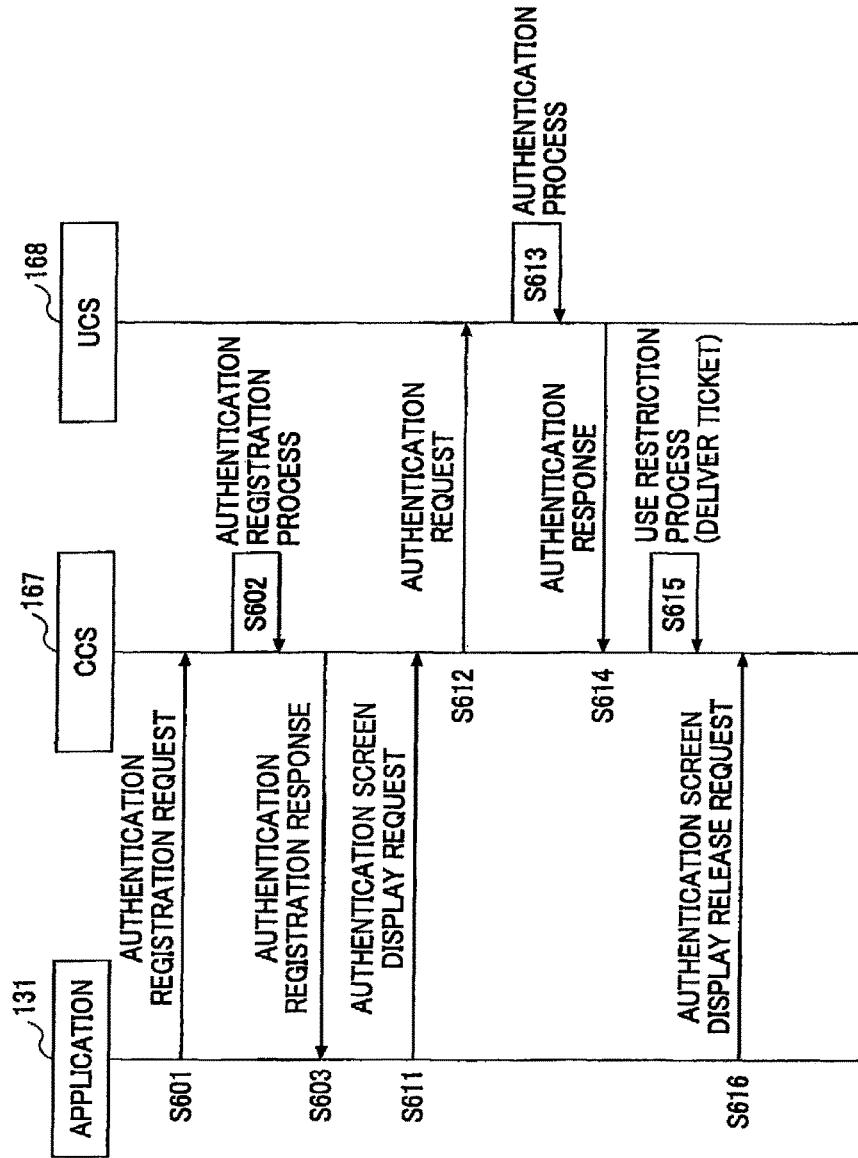 131
APPLICATION
167
CCS
168
UCS
S601
AUTHENTICATION
REGISTRATION REQUEST
S602
AUTHENTICATION
REGISTRATION
PROCESS
S603
AUTHENTICATION
REGISTRATION RESPONSE
S611
AUTHENTICATION SCREEN
DISPLAY REQUEST
S612
AUTHENTICATION
REQUEST
S613
AUTHENTICATION
PROCESS
S614
AUTHENTICATION
RESPONSE
S615
USE RESTRICTION
PROCESS
(DELIVER TICKET)
S616
AUTHENTICATION SCREEN
DISPLAY RELEASE REQUEST